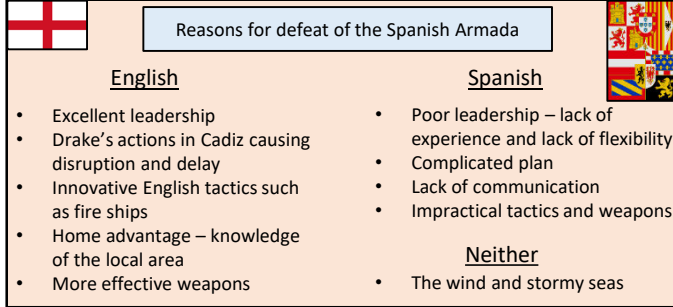 Reasons for defeat of the Spanish Armada
English
• Excellent leadership
• Drake's actions in Cadiz causing
disruption and delay
• Innovative English tactics such
as fire ships
• Home advantage – knowledge
of the local area
• More effective weapons
Spanish
• Poor leadership – lack of
experience and lack of flexibility
• Complicated plan
• Lack of communication
• Impractical tactics and weapons
Neither
• The wind and stormy seas